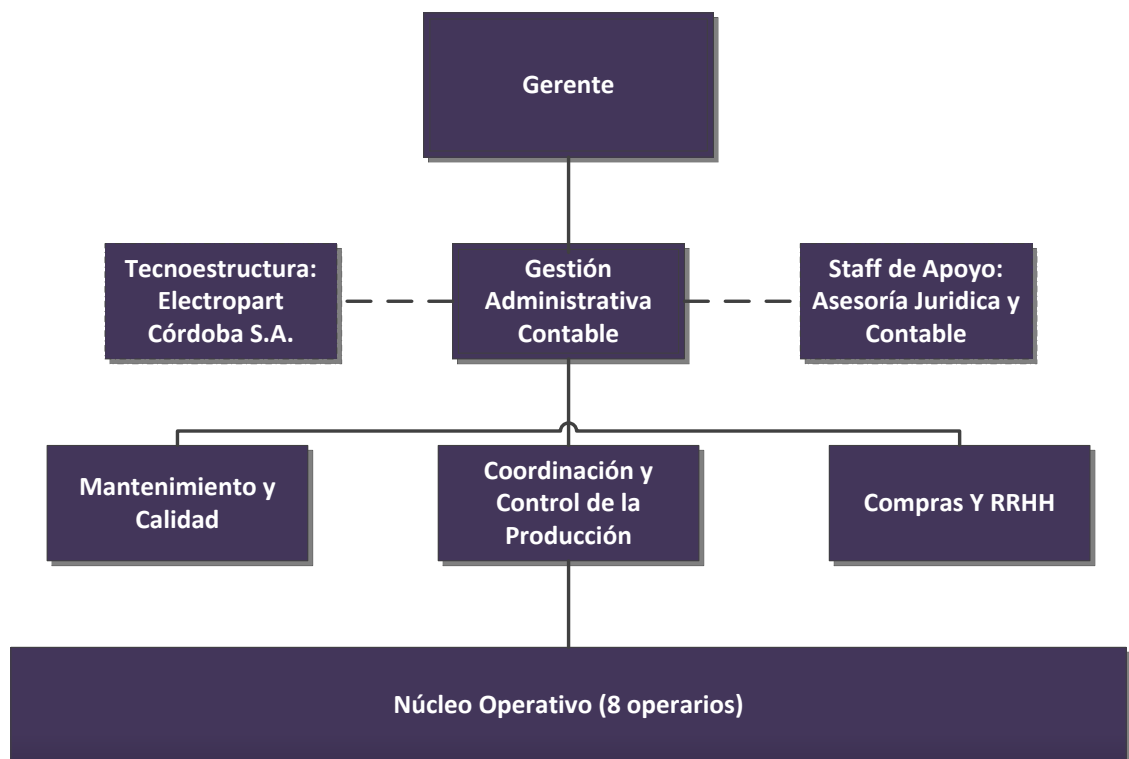 Gerente
Tecnoestructura:
Electropart
Córdoba S.A.
Gestión
Administrativa
Contable
Staff de Apoyo:
Asesoría Juridica y
Contable
Mantenimiento y
Calidad
Coordinación y
Control de la
Producción
Compras Y RRHH
Núcleo Operativo (8 operarios)